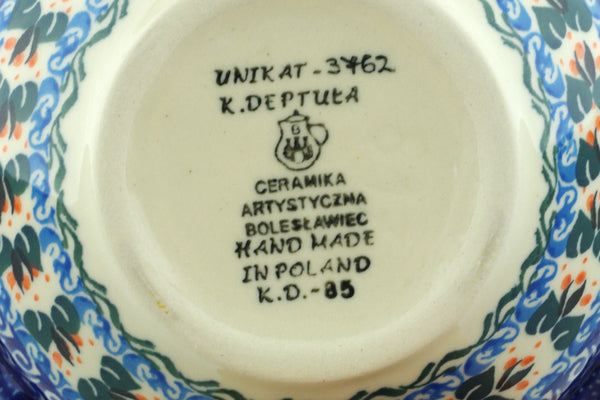 UNIKAT-3762
K. DEPTUŁA
B
CERAMIKA
ARTYSTYCZNA
BOLESŁAWIEC
HAND MADE
IN POLAND
K.D.-85